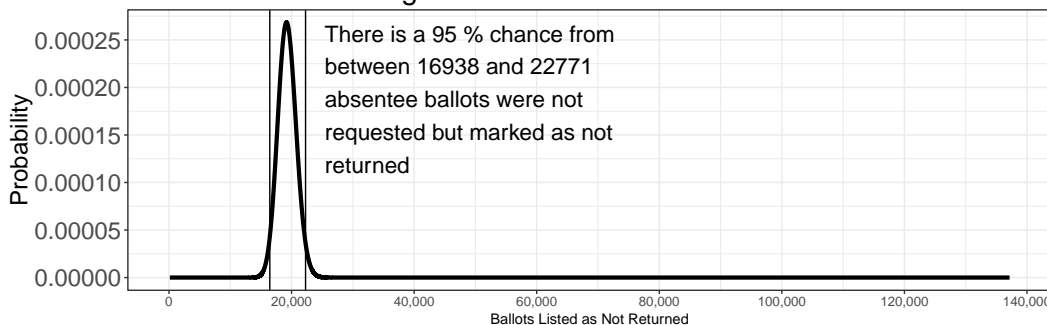 There is a 95 % chance from
between 16938 and 22771
absentee ballots were not
requested but marked as not
returned
Probability
0.00025
0.00020
0.00015
0.00010
0.00005
0.00000
0
20,000
40,000
60,000
80,000
100,000
120,000
140,000
Ballots Listed as Not Returned